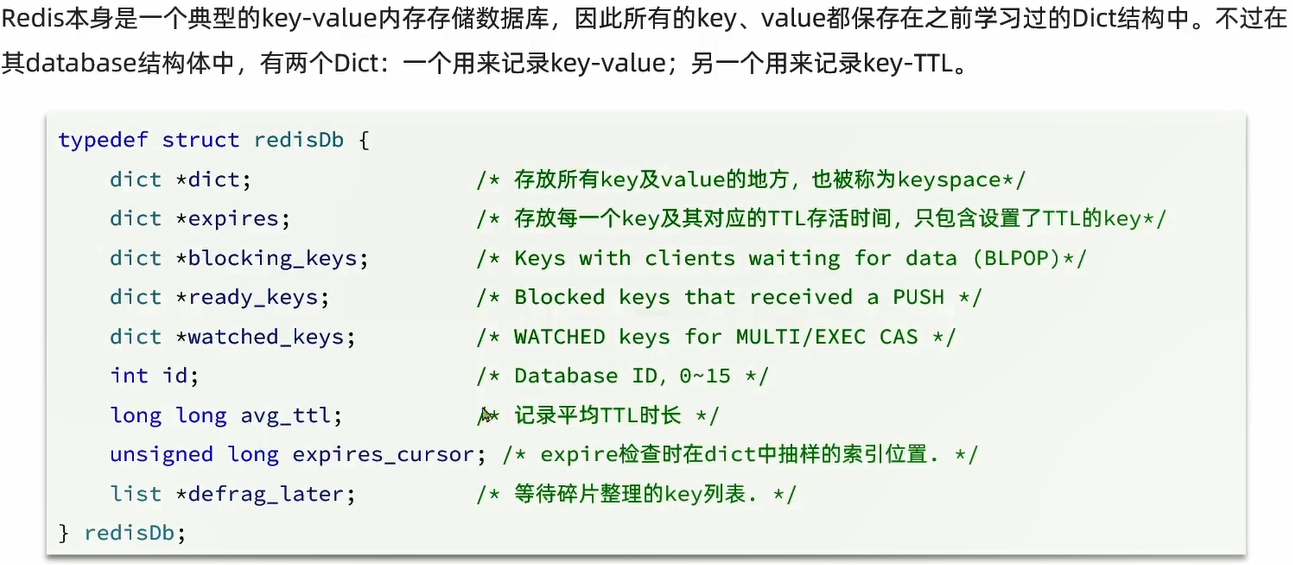 Redis本身是一个典型的key-value内存存储数据库，因此所有的key、value都保存在之前学习过的Dict结构中。不过在
其database结构体中，有两个Dict：一个用来记录key-value；另一个用来记录key-TTL。
typedef struct redisDb {
    dict *dict;                 /* 存放所有key及value的地方，也被称为keyspace*/
    dict *expires;              /* 存放每一个key及其对应的TTL存活时间，只包含设置了TTL的key*/
    dict *blocking_keys;        /* Keys with clients waiting for data (BLPOP)*/
    dict *ready_keys;           /* Blocked keys that received a PUSH */
    dict *watched_keys;         /* WATCHED keys for MULTI/EXEC CAS */
    int id;                     /* Database ID，0~15 */
    long long avg_ttl;          /* 记录平均TTL时长 */
    unsigned long expires_cursor; /* expire检查时在dict中抽样的索引位置. */
    list *defrag_later;         /* 等待碎片整理的key列表. */
} redisDb;